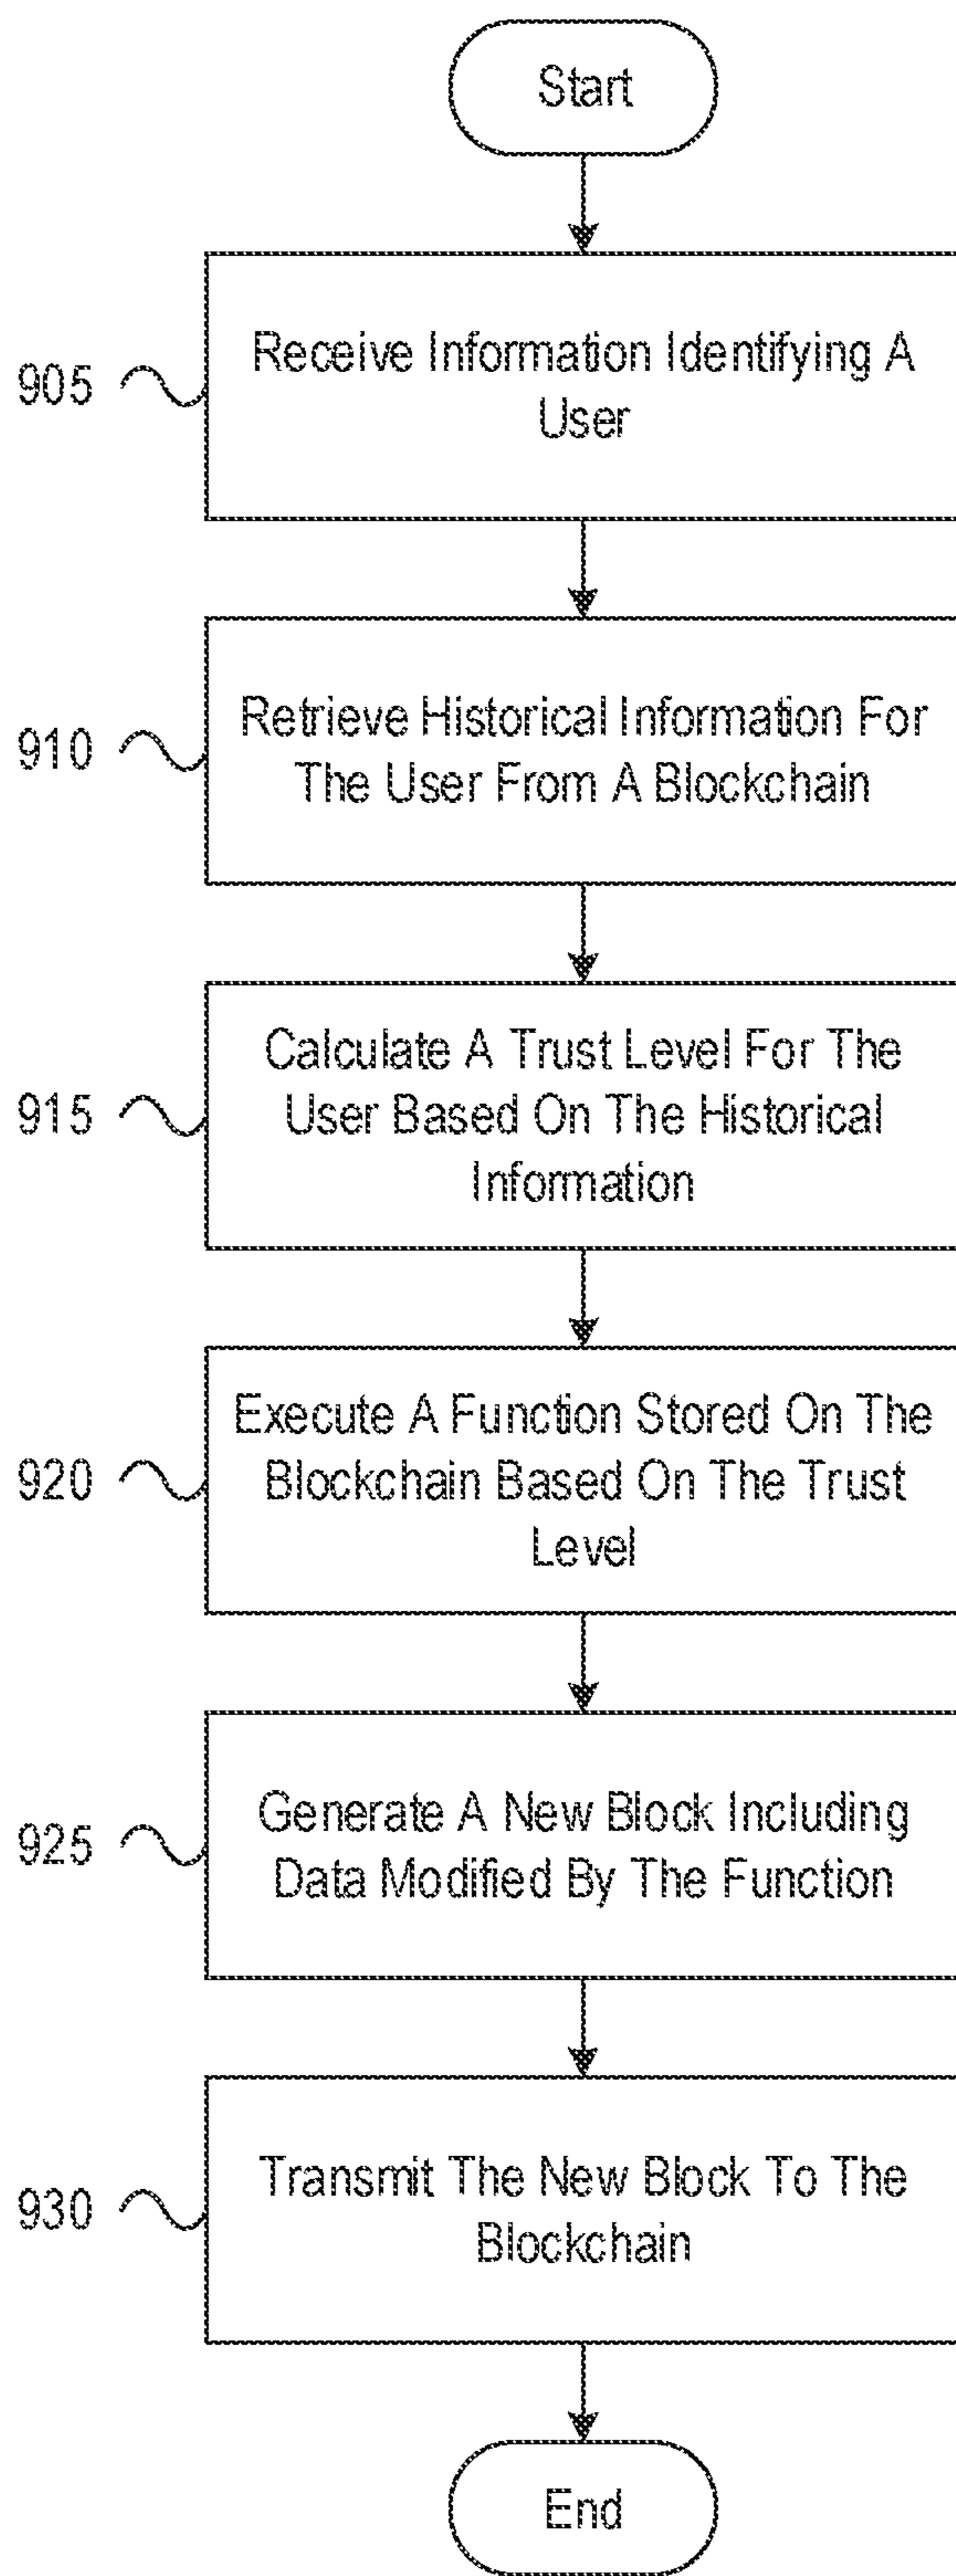 Start
905
Receive Information Identifying A
User
910
Retrieve Historical Information For
The User From A Blockchain
915
Calculate A Trust Level For The
User Based On The Historical
Information
920
Execute A Function Stored On The
Blockchain Based On The Trust
Level
925
Generate A New Block Including
Data Modified By The Function
930
Transmit The New Block To The
Blockchain
End